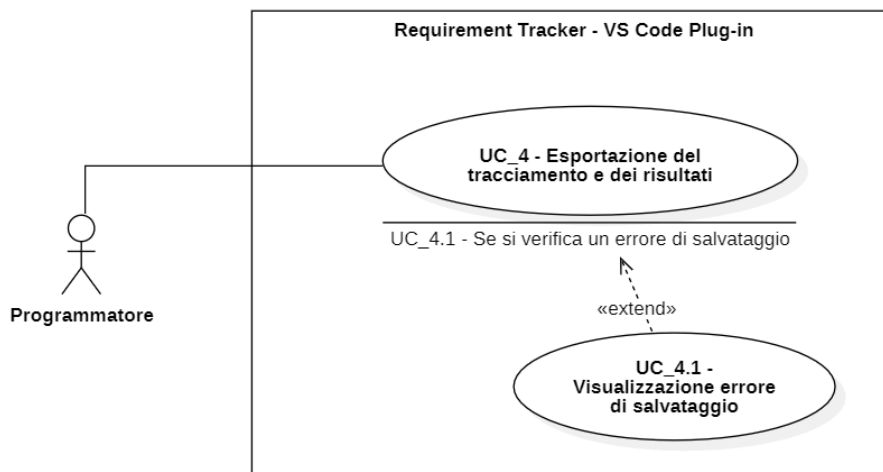 Requirement Tracker - VS Code Plug-in
UC_4 - Esportazione del
tracciamento e dei risultati
UC_4.1 - Se si verifica un errore di salvataggio
«extend»
Programmatore
UC_4.1 -
Visualizzazione errore
di salvataggio